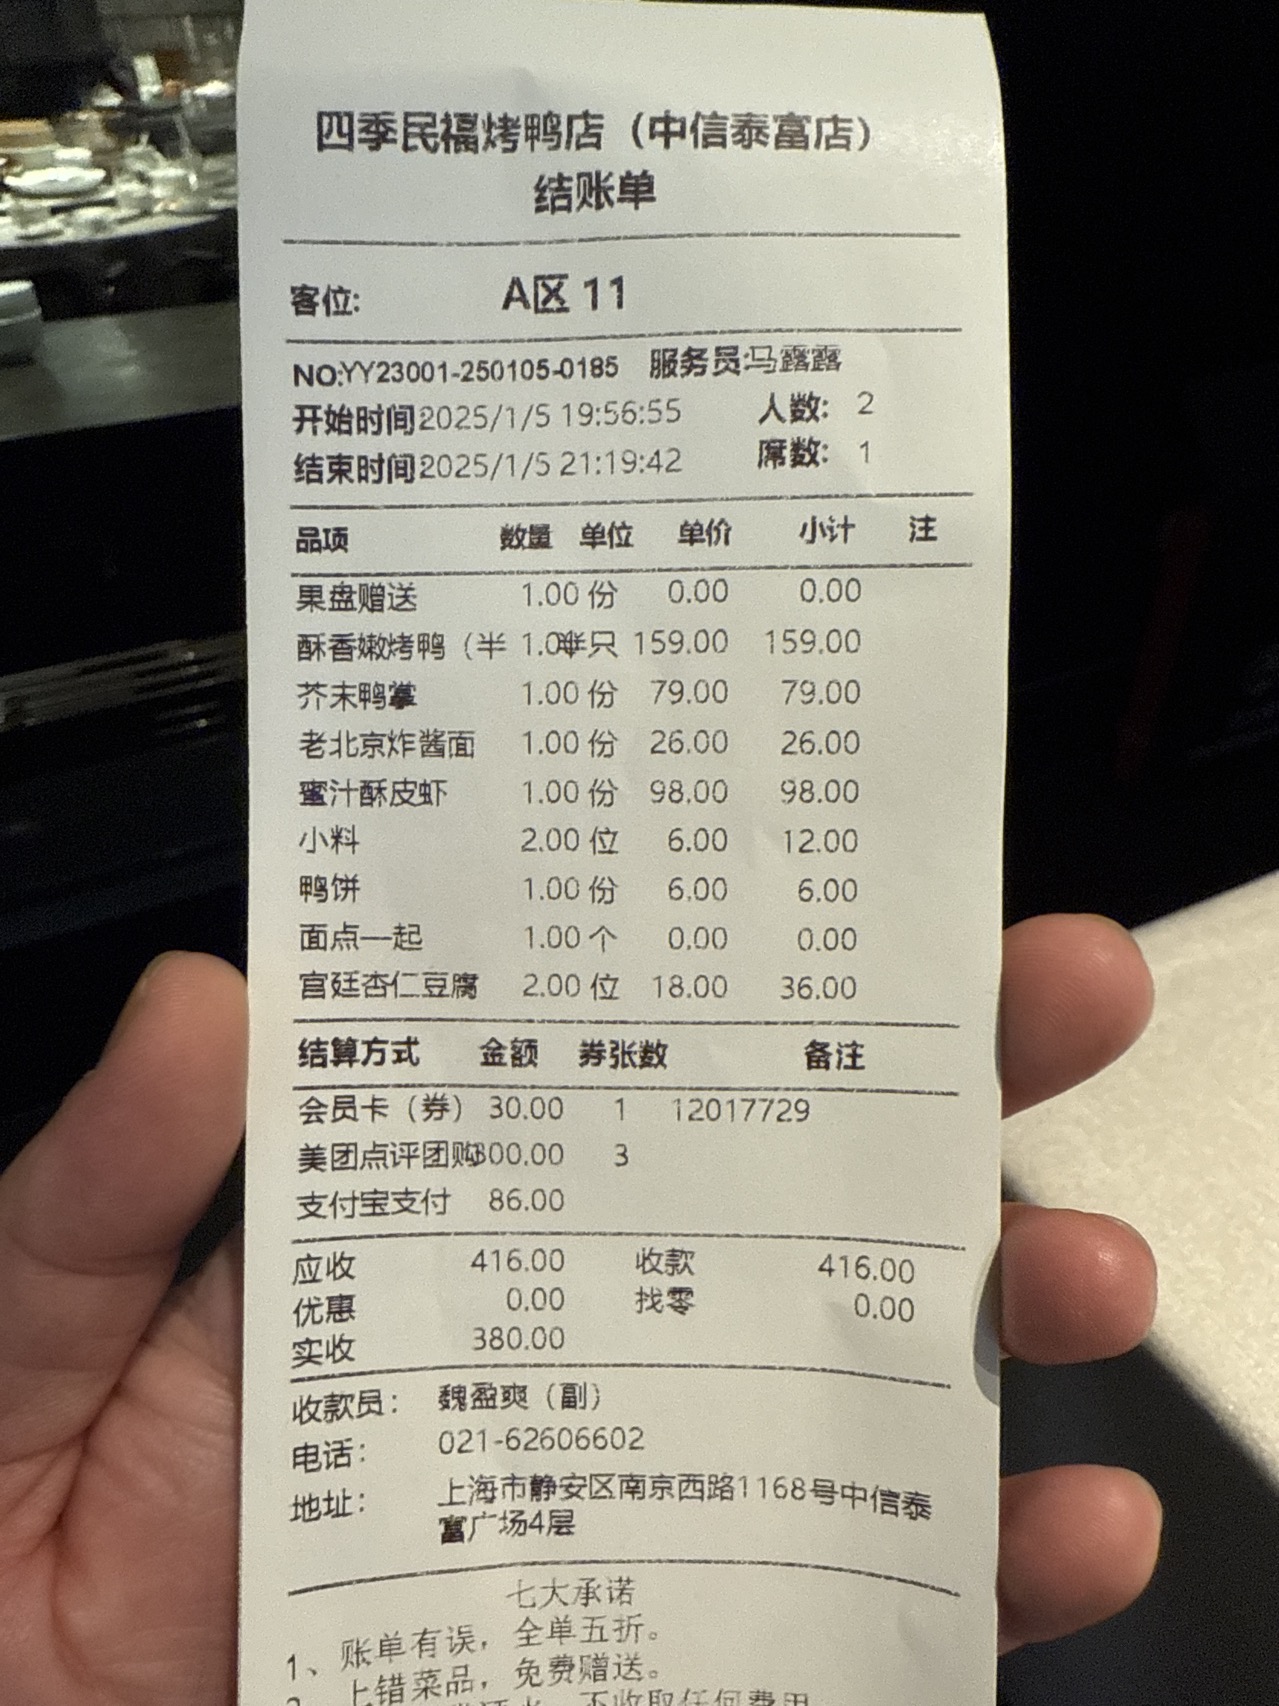 四季民福烤鸭店（中信泰富店）
结账单
客位: A区 11
NO:YY23001-250105-0185 服务员:马露露
开始时间 2025/1/5 19:56:55 人数: 2
结束时间 2025/1/5 21:19:42 席数: 1
品项 数量 单位 单价 小计 注
果盘赠送 1.00 份 0.00 0.00
酥香嫩烤鸭（半 1.0 半只 159.00 159.00
芥末鸭掌 1.00 份 79.00 79.00
老北京炸酱面 1.00 份 26.00 26.00
蜜汁酥皮虾 1.00 份 98.00 98.00
小料 2.00 位 6.00 12.00
鸭饼 1.00 份 6.00 6.00
面点一起 1.00 个 0.00 0.00
宫廷杏仁豆腐 2.00 位 18.00 36.00
结算方式 金额 券张数 备注
会员卡（券） 30.00 1 12017729
美团点评团购 300.00 3
支付宝支付 86.00
应收 416.00 收款 416.00
优惠 0.00 找零 0.00
实收 380.00
收款员: 魏盈爽（副）
电话: 021-62606602
地址: 上海市静安区南京西路1168号中信泰
富广场4层
七大承诺
1、账单有误，全单五折。
上错菜品，免费赠送。
不收取任何费用